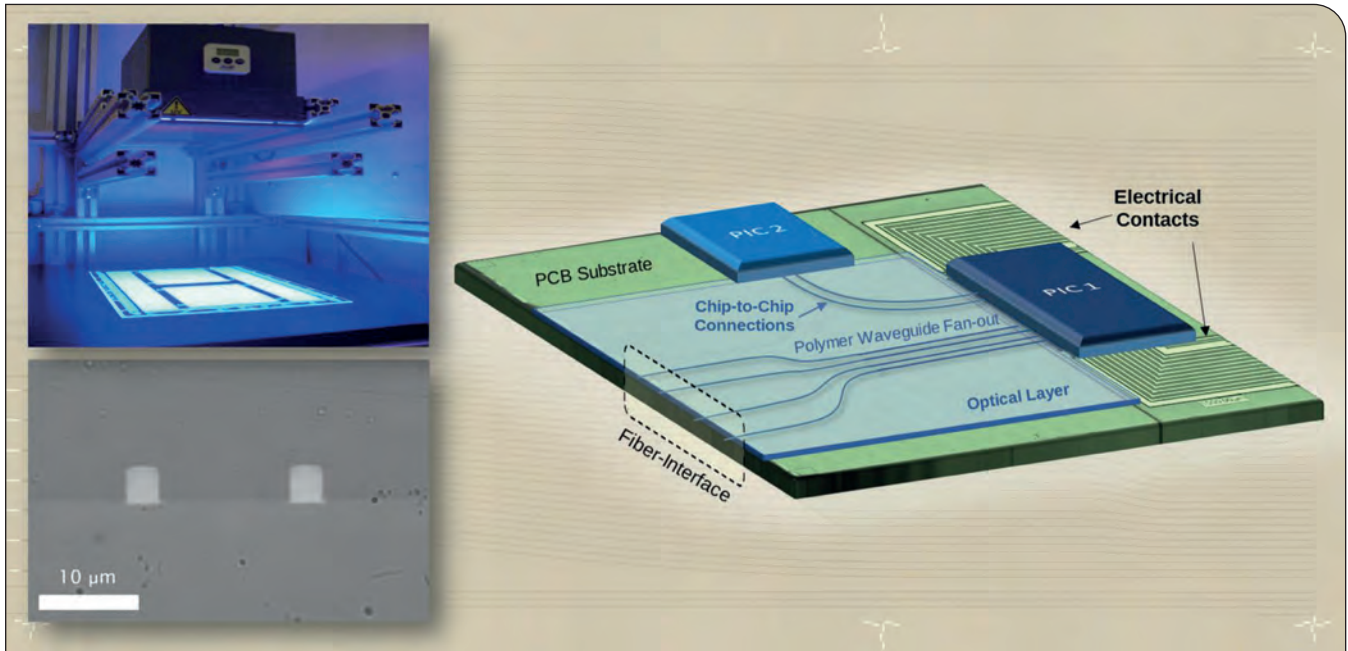 10 µm
PIC 2
Electrical
Contacts
PCB Substrate
PIC 1
Chip-to-Chip
Connections
Polymer Waveguide Fan-out
Optical Layer
Fiber-Interface